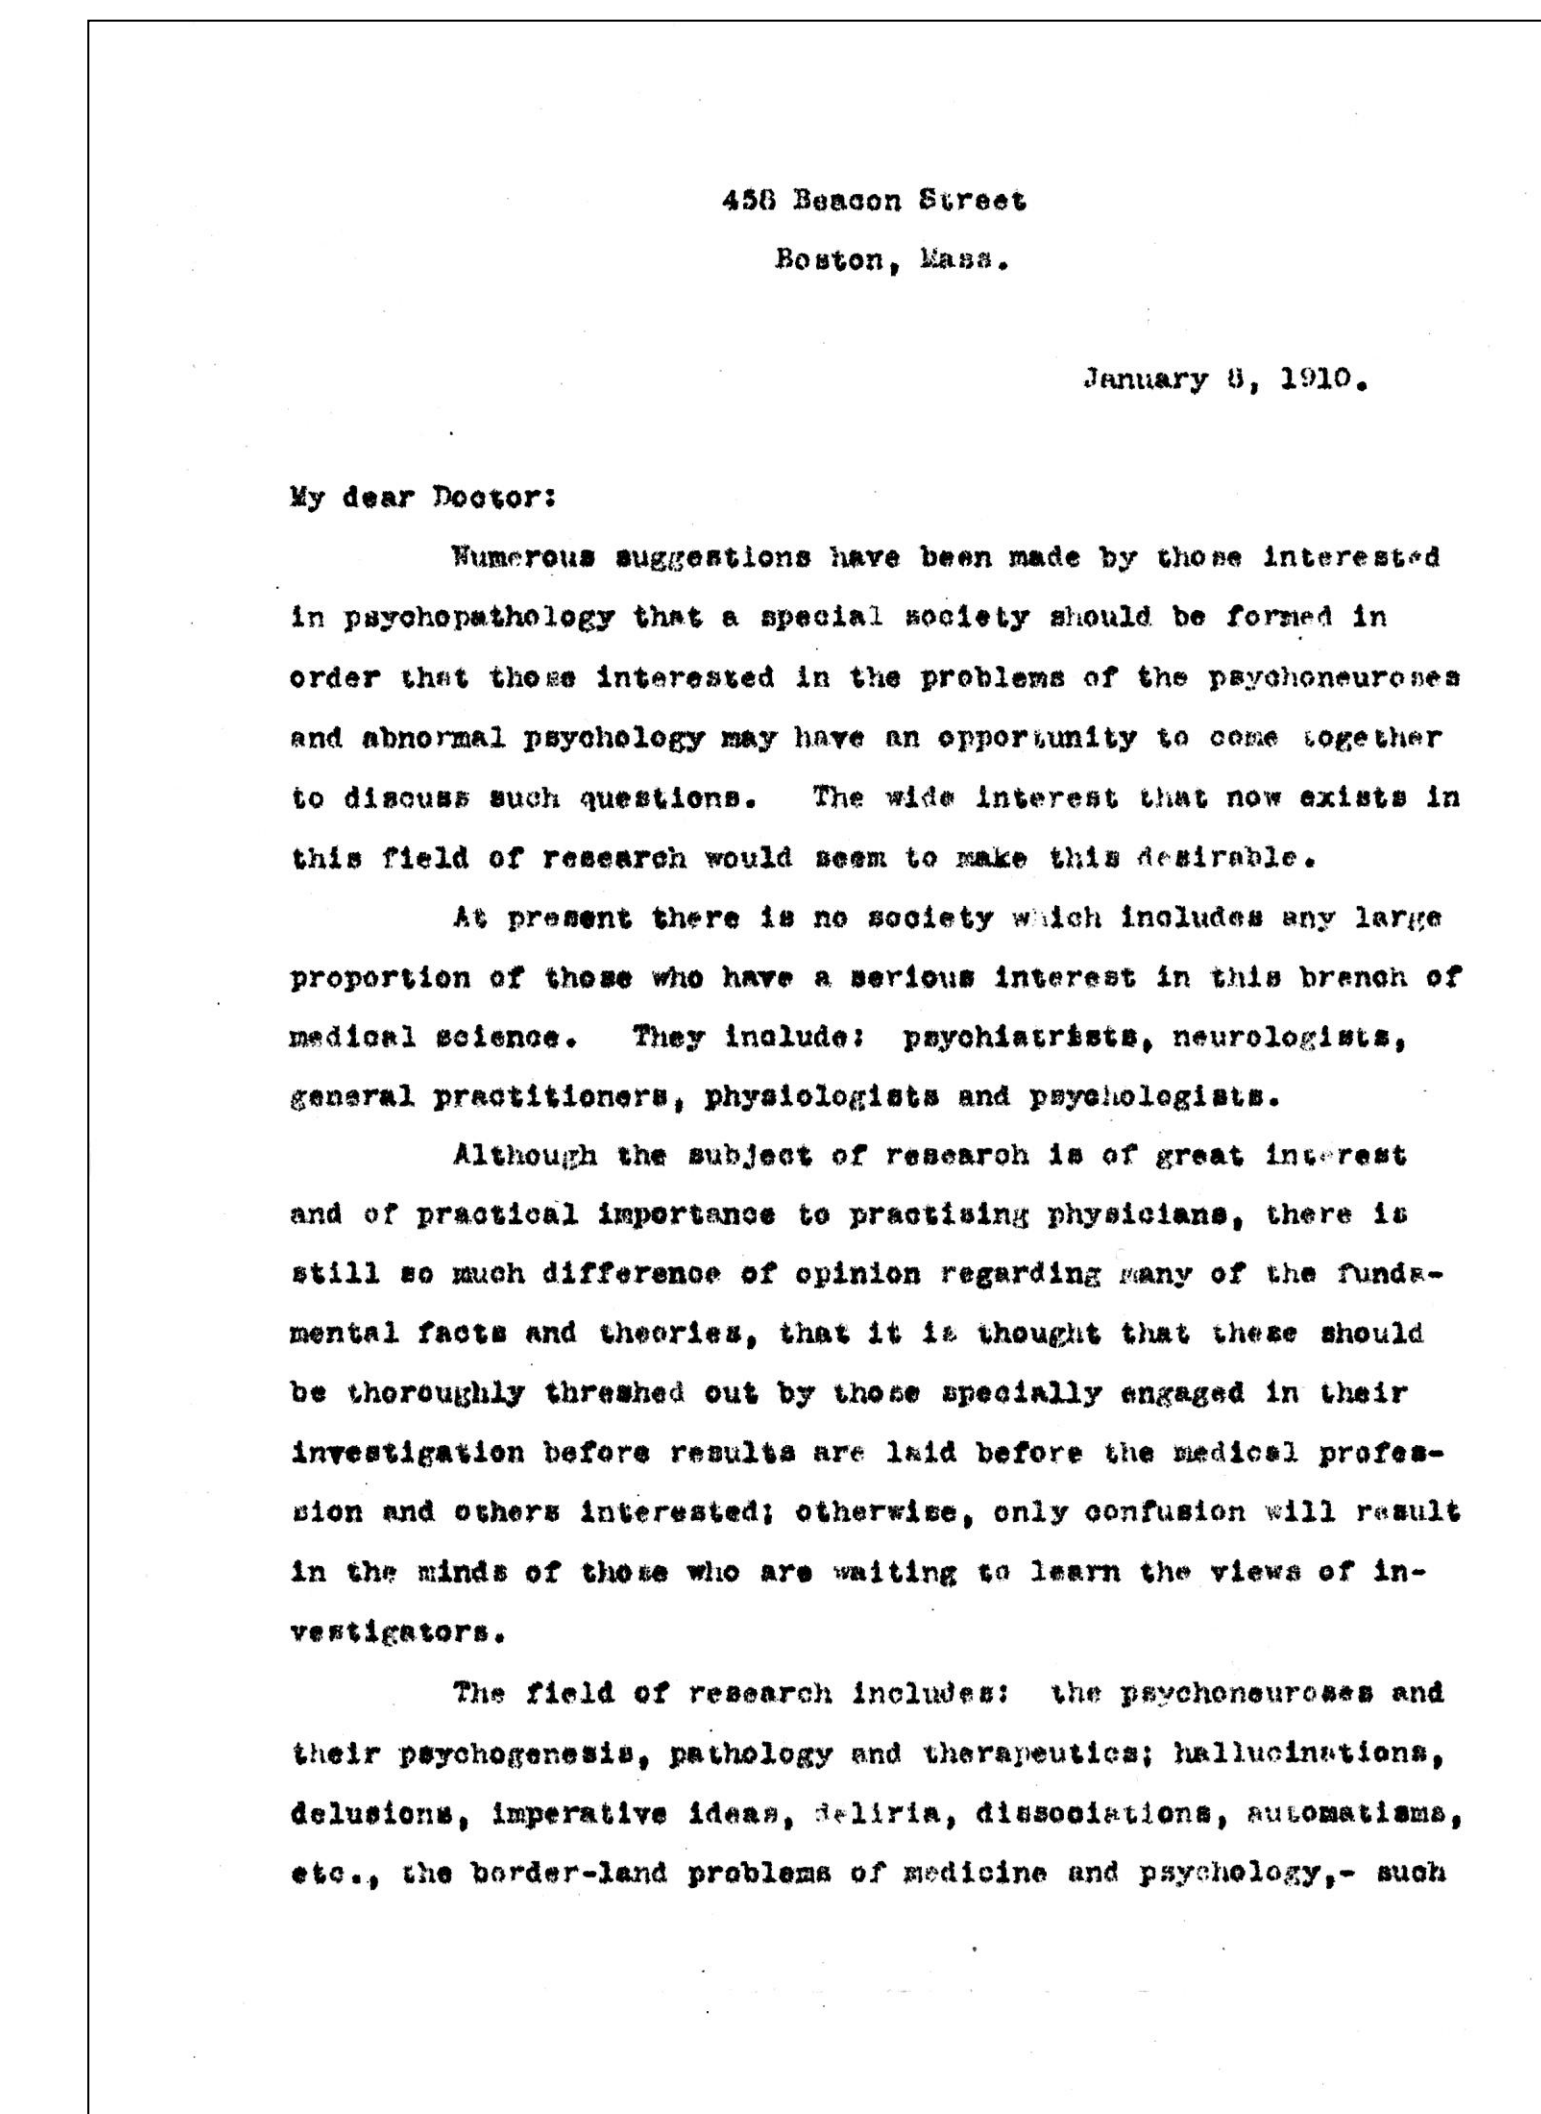 458 Beacon Street
Boston, Mass.
January 8, 1910.
My dear Doctor:
Numerous suggestions have been made by those interested
in psychopathology that a special society should be formed in
order that those interested in the problems of the psychoneuroses
and abnormal psychology may have an opportunity to come together
to discuss such questions. The wide interest that now exists in
this field of research would seem to make this desirable.
At present there is no society which includes any large
proportion of those who have a serious interest in this branch of
medical science. They include: psychiatrists, neurologists,
general practitioners, physiologists and psychologists.
Although the subject of research is of great interest
and of practical importance to practising physicians, there is
still so much difference of opinion regarding many of the funda-
mental facts and theories, that it is thought that these should
be thoroughly threshed out by those specially engaged in their
investigation before results are laid before the medical profes-
sion and others interested; otherwise, only confusion will result
in the minds of those who are waiting to learn the views of in-
vestigators.
The field of research includes: the psychoneuroses and
their psychogenesis, pathology and therapeutics; hallucinations,
delusions, imperative ideas, deliria, dissociations, automatisms,
etc., the border-land problems of medicine and psychology,- such